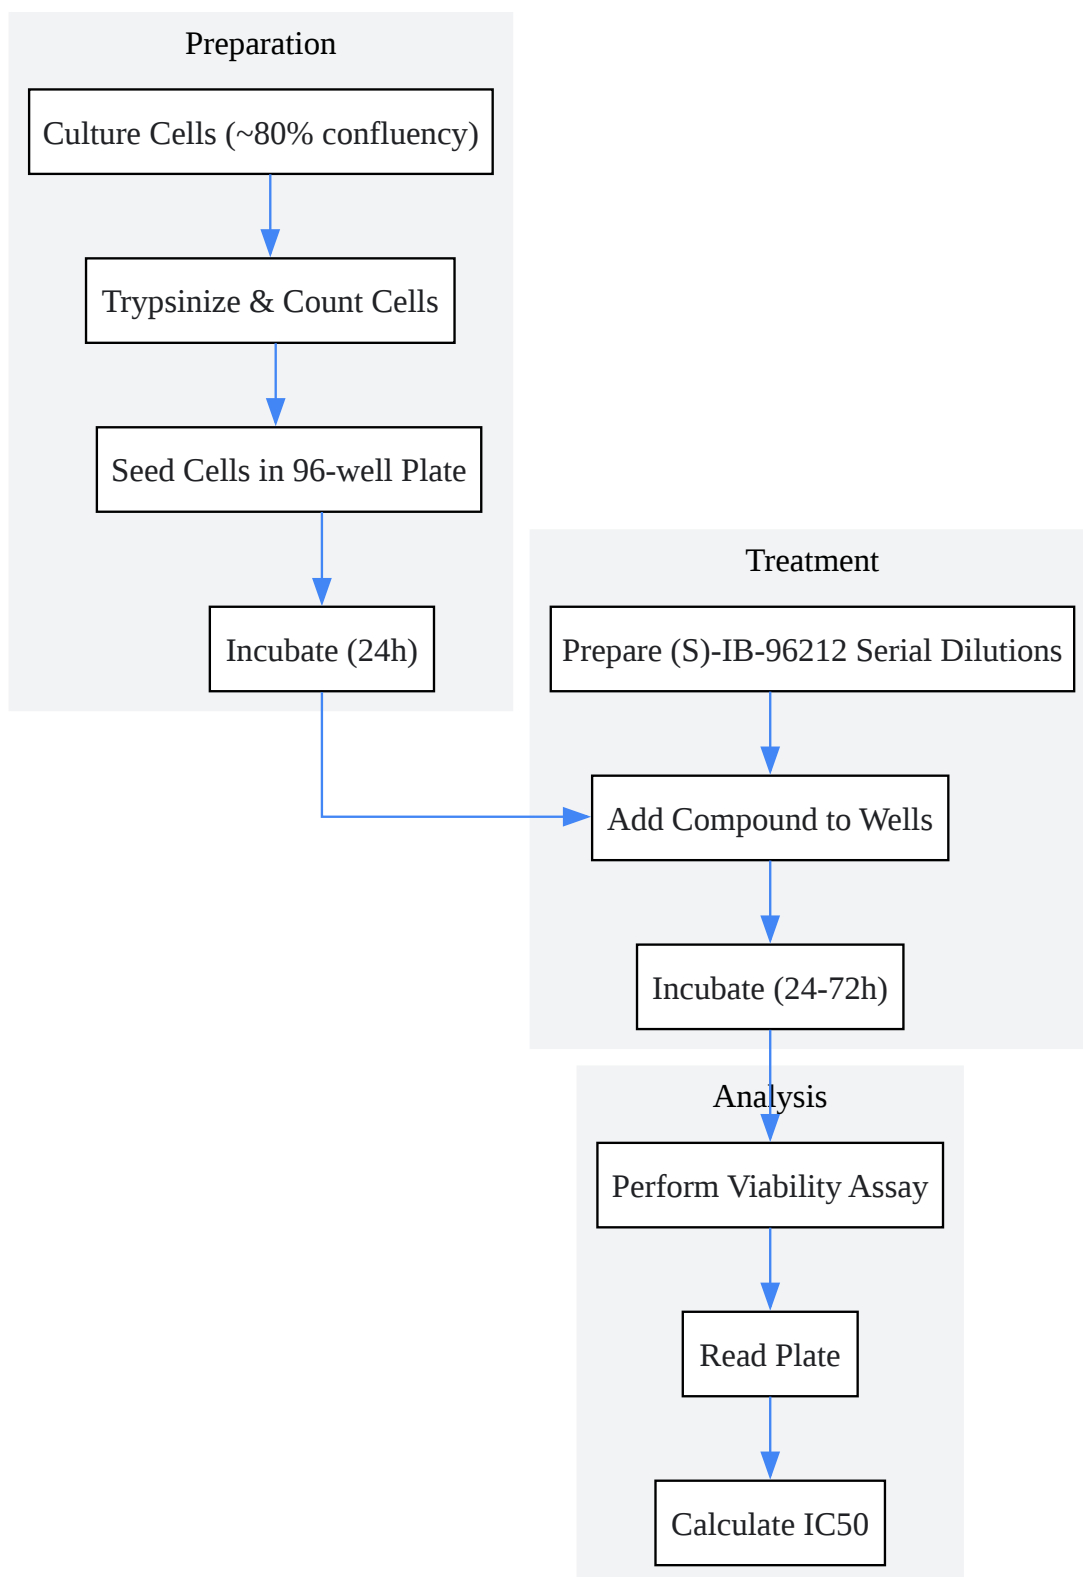 Preparation
Culture Cells (~80% confluency)
Trypsinize & Count Cells
Seed Cells in 96-well Plate
Incubate (24h)
Treatment
Prepare (S)-IB-96212 Serial Dilutions
Add Compound to Wells
Incubate (24-72h)
Analysis
Perform Viability Assay
Read Plate
Calculate IC50